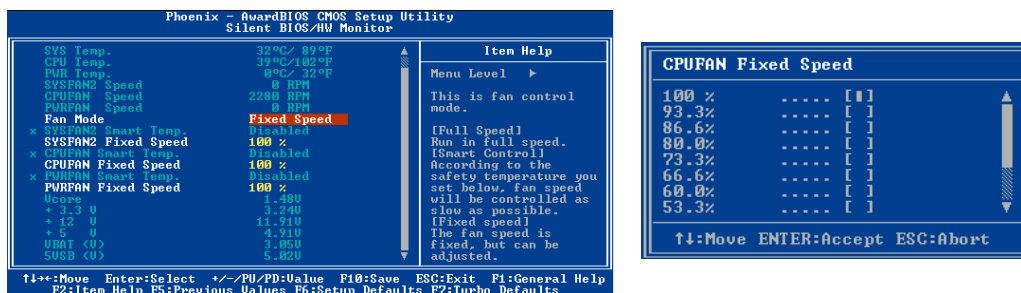 Phoenix - AwardBIOS CMOS Setup Utility
Silent BIOS/HW Monitor
SYS Temp. 32°C/ 89°F
CPU Temp. 39°C/102°F
PWR Temp. 0°C/ 32°F
SYSFAN2 Speed 0 RPM
CPUFAN Speed 2280 RPM
PWRFAN Speed 0 RPM
Fan Mode Fixed Speed
x SYSFAN2 Smart Temp. Disabled
SYSFAN2 Fixed Speed 100 %
x CPUFAN Smart Temp. Disabled
CPUFAN Fixed Speed 100 %
x PWRFAN Smart Temp. Disabled
PWRFAN Fixed Speed 100 %
Vcore 1.48V
+ 3.3 V 3.24V
+ 12 V 11.91V
+ 5 V 4.91V
VBAT (V) 3.05V
5VSB (V) 5.02V
Item Help
Menu Level ▶
This is fan control
mode.
[Full Speed]
Run in full speed.
[Smart Control]
According to the
safety temperature you
set below, fan speed
will be controlled as
slow as possible.
[Fixed speed]
The fan speed is
fixed, but can be
adjusted.
↑↓→←:Move Enter:Select +/-/PU/PD:Value F10:Save ESC:Exit F1:General Help
F2:Item Help F5:Previous Values F6:Setup Defaults F7:Turbo Defaults
CPUFAN Fixed Speed
100 % ..... [■]
93.3% ..... [ ]
86.6% ..... [ ]
80.0% ..... [ ]
73.3% ..... [ ]
66.6% ..... [ ]
60.0% ..... [ ]
53.3% ..... [ ]
↑↓:Move ENTER:Accept ESC:Abort